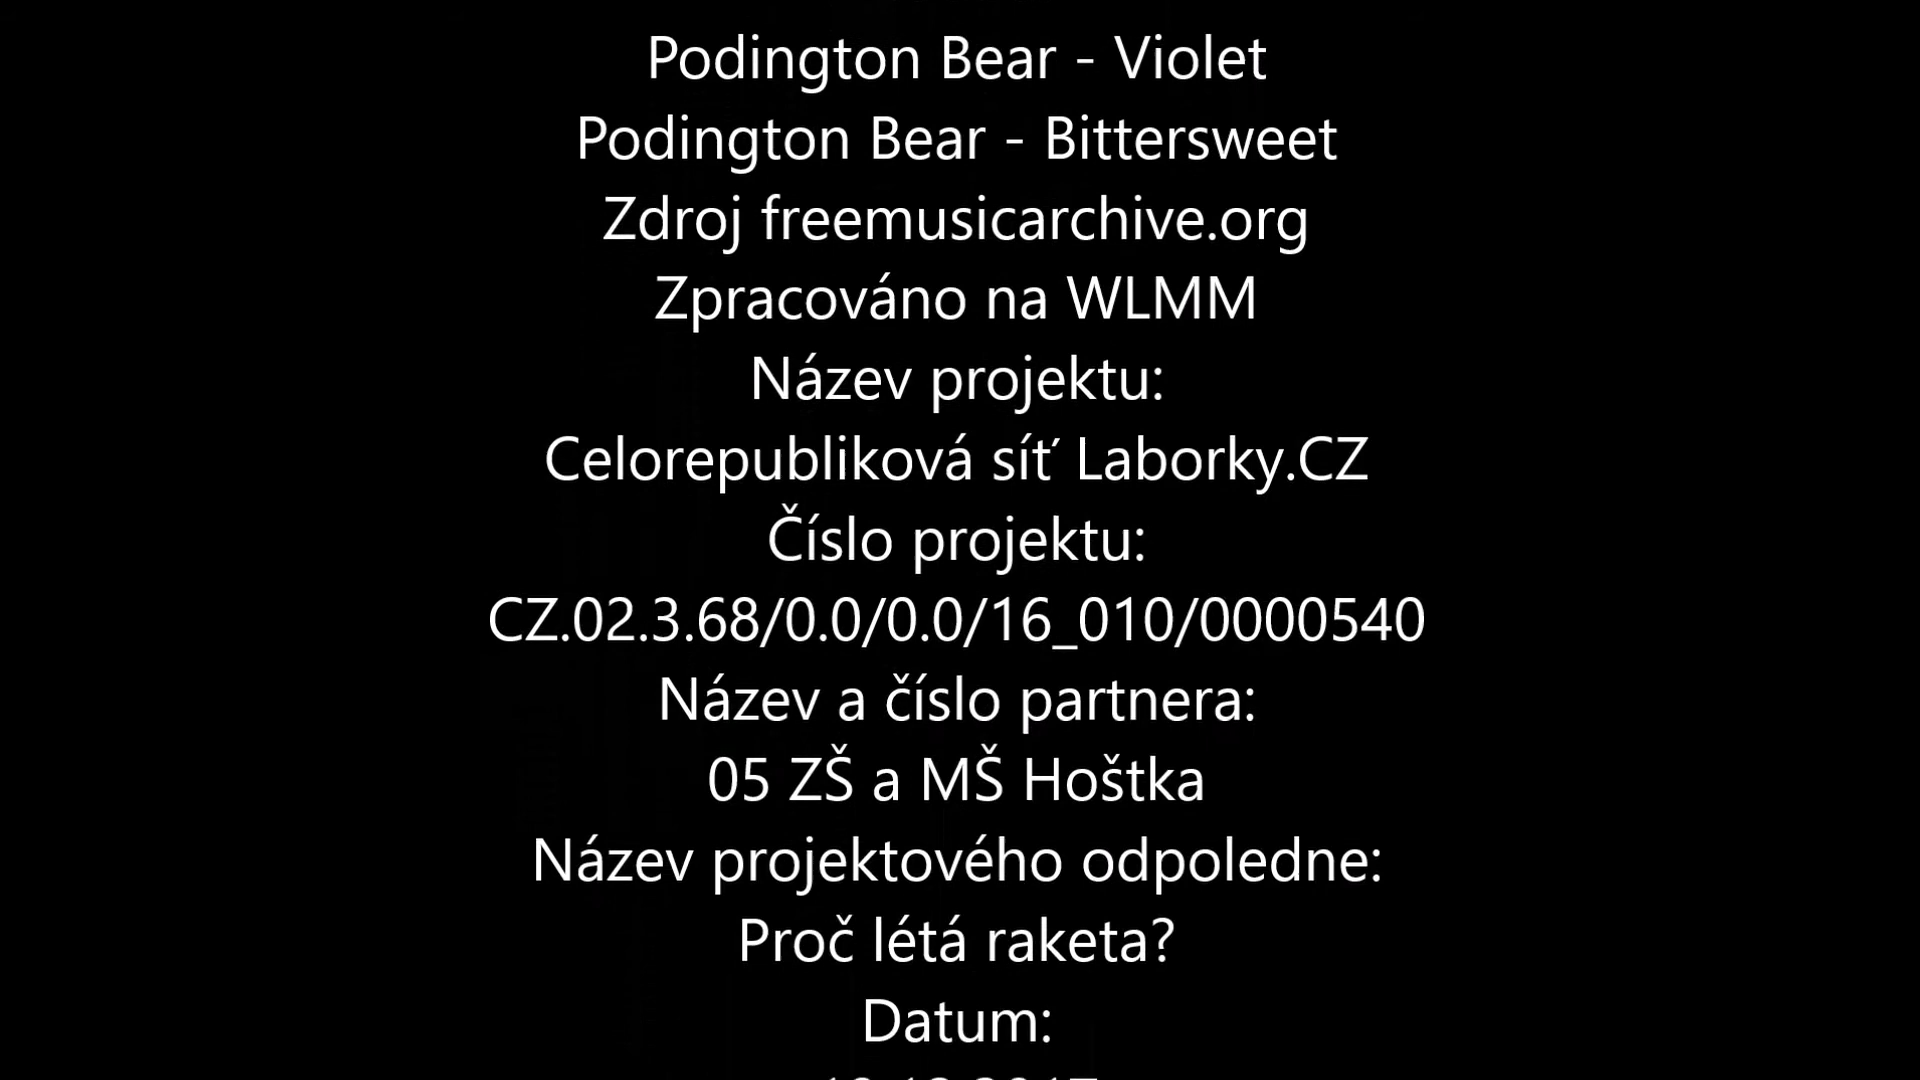 Podington Bear - Violet
Podington Bear - Bittersweet
Zdroj freemusicarchive.org
Zpracováno na WLMM
Název projektu:
Celorepubliková síť Laborky.CZ
Číslo projektu:
CZ.02.3.68/0.0/0.0/16_010/0000540
Název a číslo partnera:
05 ZŠ a MŠ Hoštka
Název projektového odpoledne:
Proč létá raketa?
Datum: